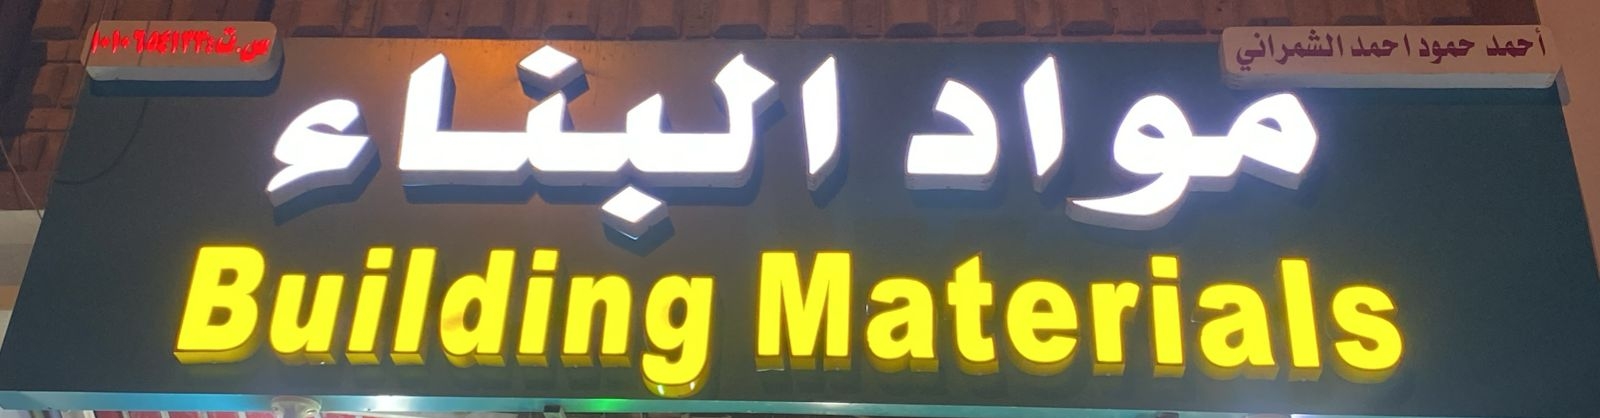 أحمد حمود احمد الشمراني
مواد البناء
Building Materials